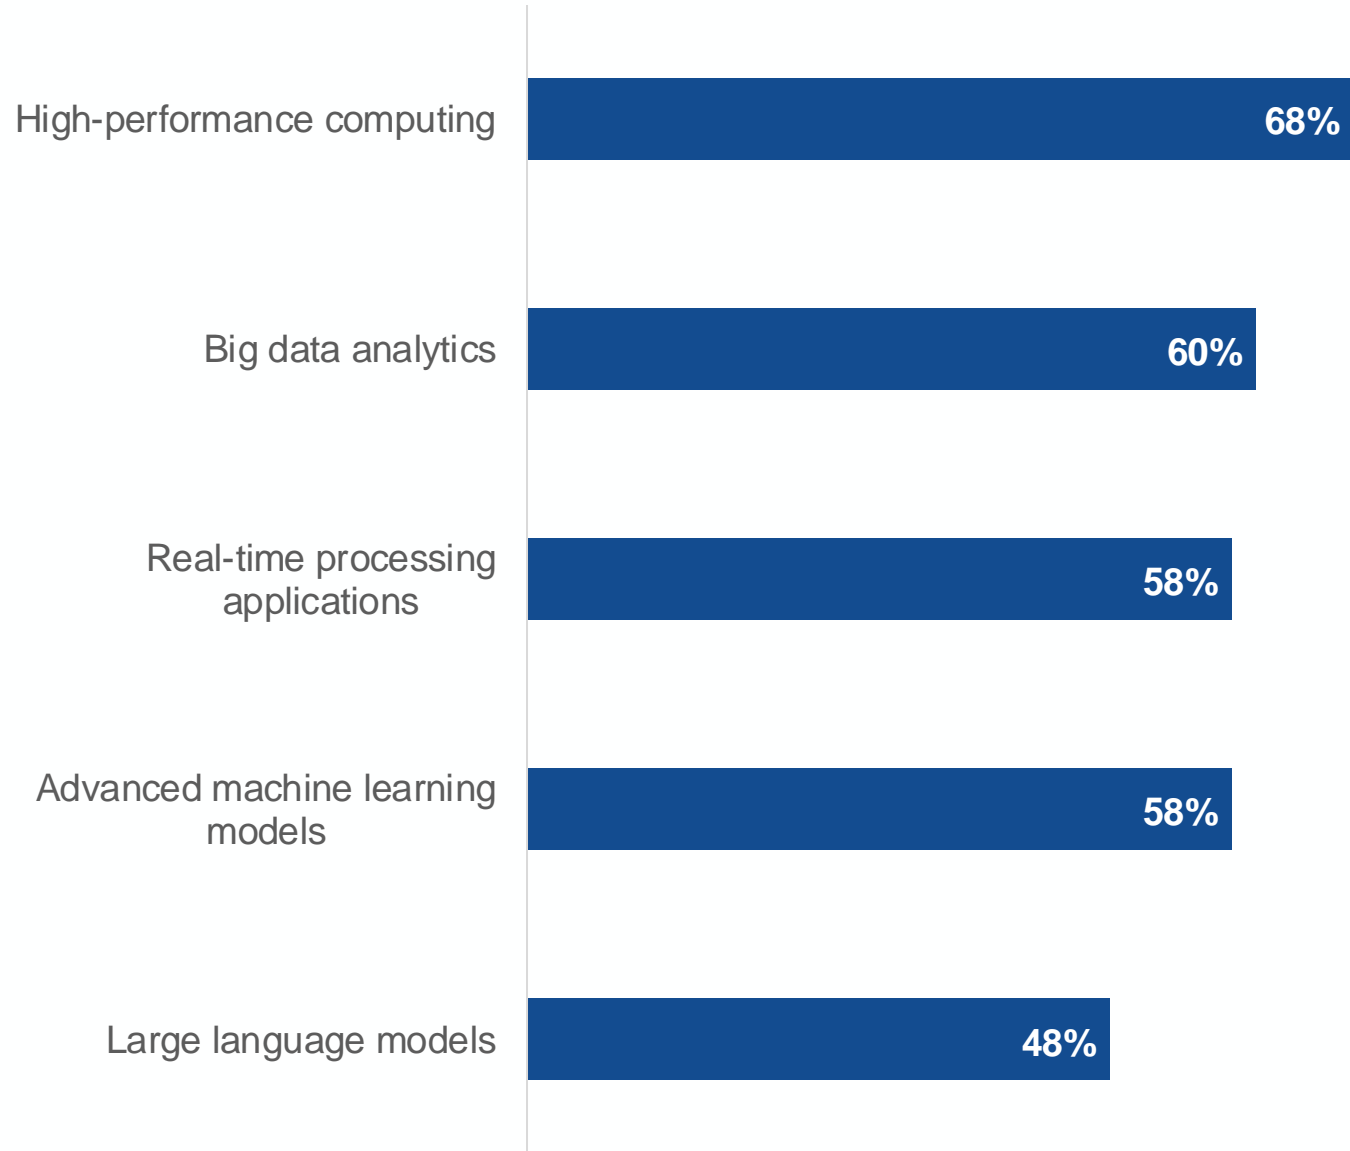 High-performance computing
68%
Big data analytics
60%
Real-time processing
applications
58%
Advanced machine learning
models
58%
Large language models
48%